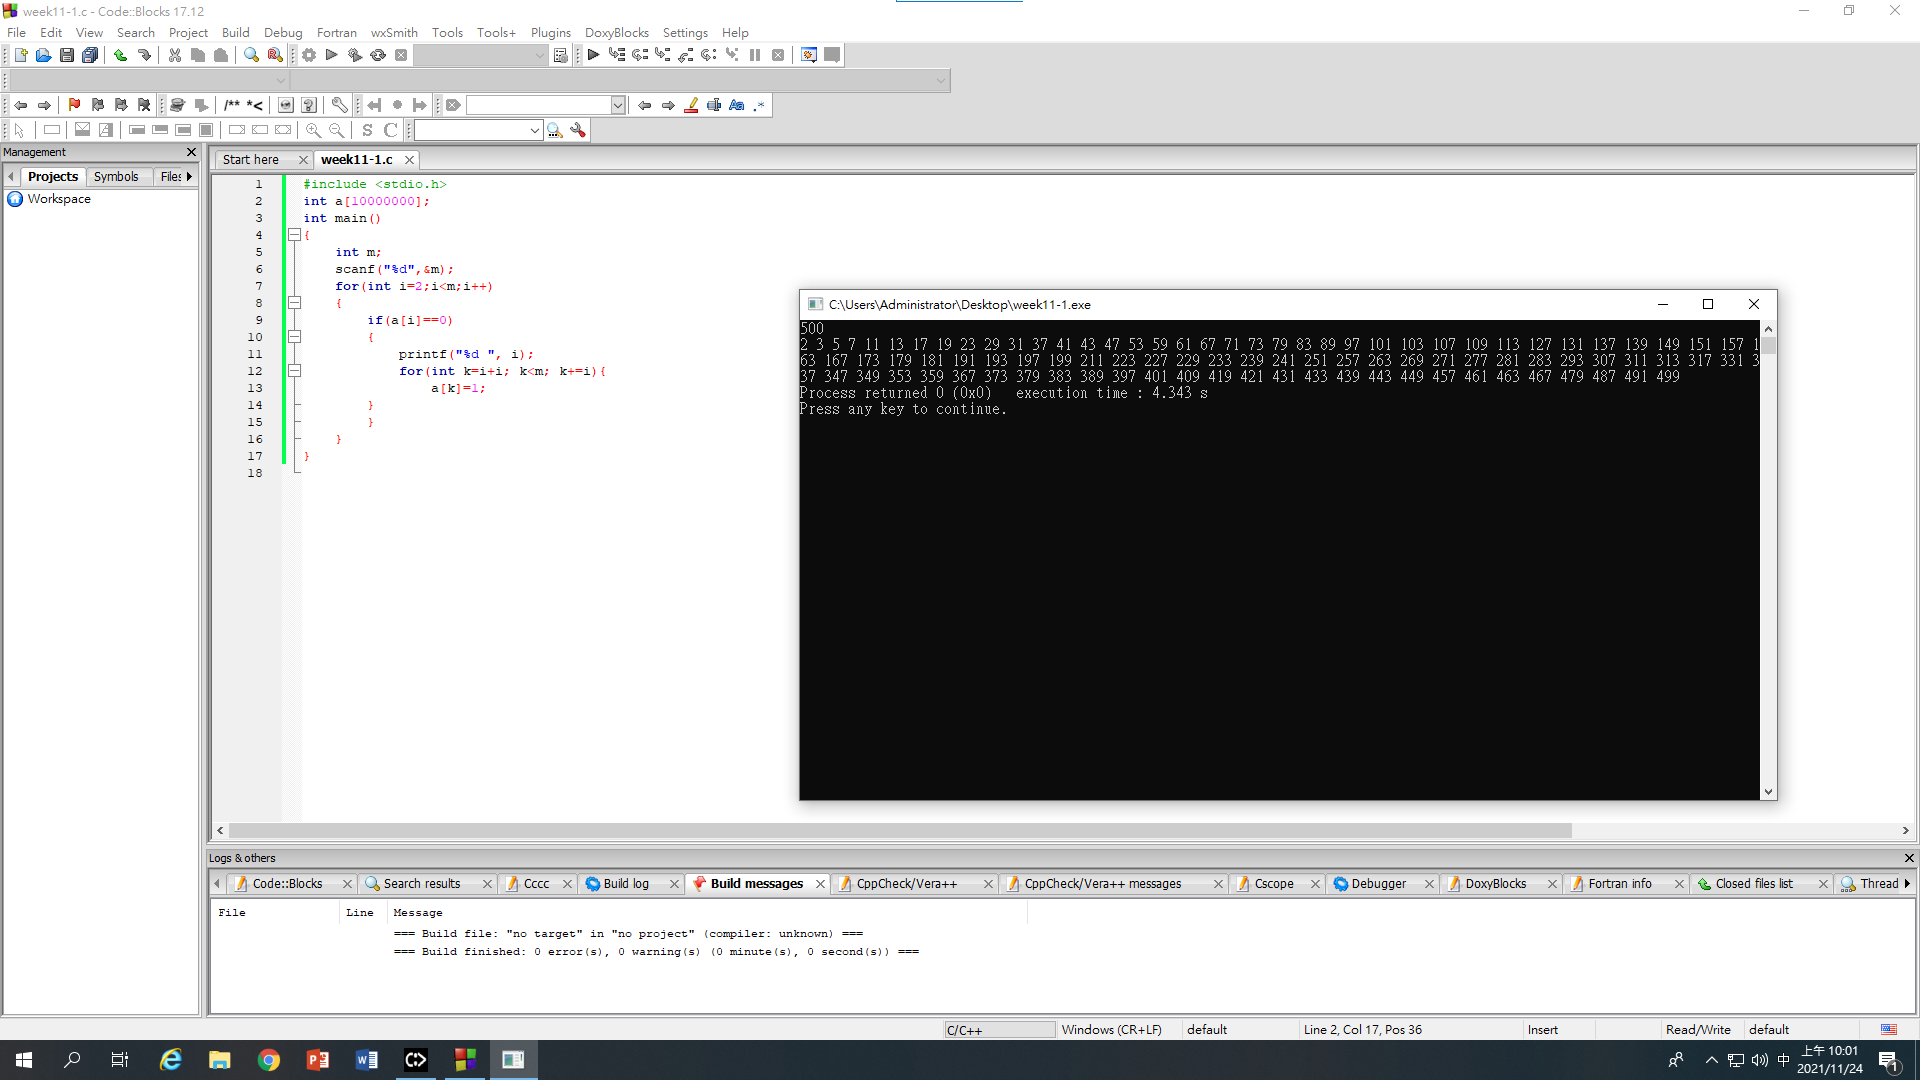 week11-1.c - Code::Blocks 17.12
File Edit View Search Project Build Debug Fortran wxSmith Tools Tools+ Plugins DoxyBlocks Settings Help
/** *<
Aa .*
S C
Management
Projects Symbols Files
Workspace
Start here week11-1.c
1 #include <stdio.h>
2 int a[10000000];
3 int main()
4 {
5 int m;
6 scanf("%d",&m);
7 for(int i=2;i<m;i++)
8 {
9 if(a[i]==0)
10 {
11 printf("%d ", i);
12 for(int k=i+i; k<m; k+=i){
13 a[k]=1;
14 }
15 }
16 }
17 }
18
C:\Users\Administrator\Desktop\week11-1.exe
500
2 3 5 7 11 13 17 19 23 29 31 37 41 43 47 53 59 61 67 71 73 79 83 89 97 101 103 107 109 113 127 131 137 139 149 151 157 1
63 167 173 179 181 191 193 197 199 211 223 227 229 233 239 241 251 257 263 269 271 277 281 283 293 307 311 313 317 331 3
37 347 349 353 359 367 373 379 383 389 397 401 409 419 421 431 433 439 443 449 457 461 463 467 479 487 491 499
Process returned 0 (0x0) execution time : 4.343 s
Press any key to continue.
Logs & others
Code::Blocks Search results Cccc Build log Build messages CppCheck/Vera++ CppCheck/Vera++ messages Cscope Debugger DoxyBlocks Fortran info Closed files list Thread
File Line Message
=== Build file: "no target" in "no project" (compiler: unknown) ===
=== Build finished: 0 error(s), 0 warning(s) (0 minute(s), 0 second(s)) ===
C/C++ Windows (CR+LF) default Line 2, Col 17, Pos 36 Insert Read/Write default
中 上午 10:01
2021/11/24
1